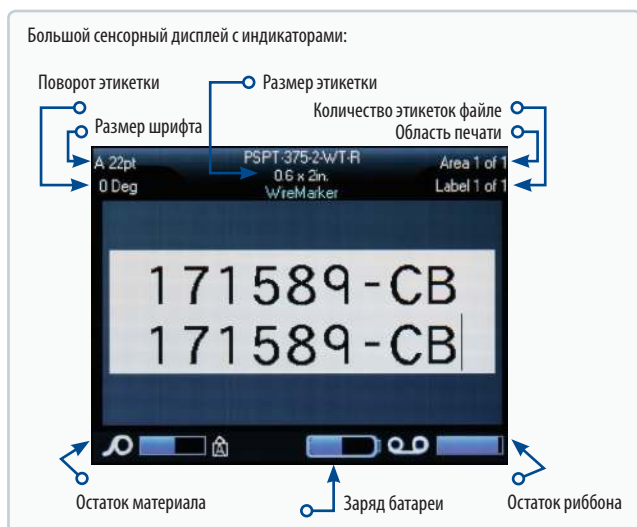 Большой сенсорный дисплей с индикаторами:
Поворот этикетки
Размер этикетки
Количество этикеток файле
Размер шрифта
Область печати
A 22pt
PSPT-375-2-WT-R
Area 1 of 1
0.6 x 2in.
0 Deg
WireMarker
Label 1 of 1
171589-CB
171589-CB
A
Остаток материала
Заряд батареи
Остаток риббона